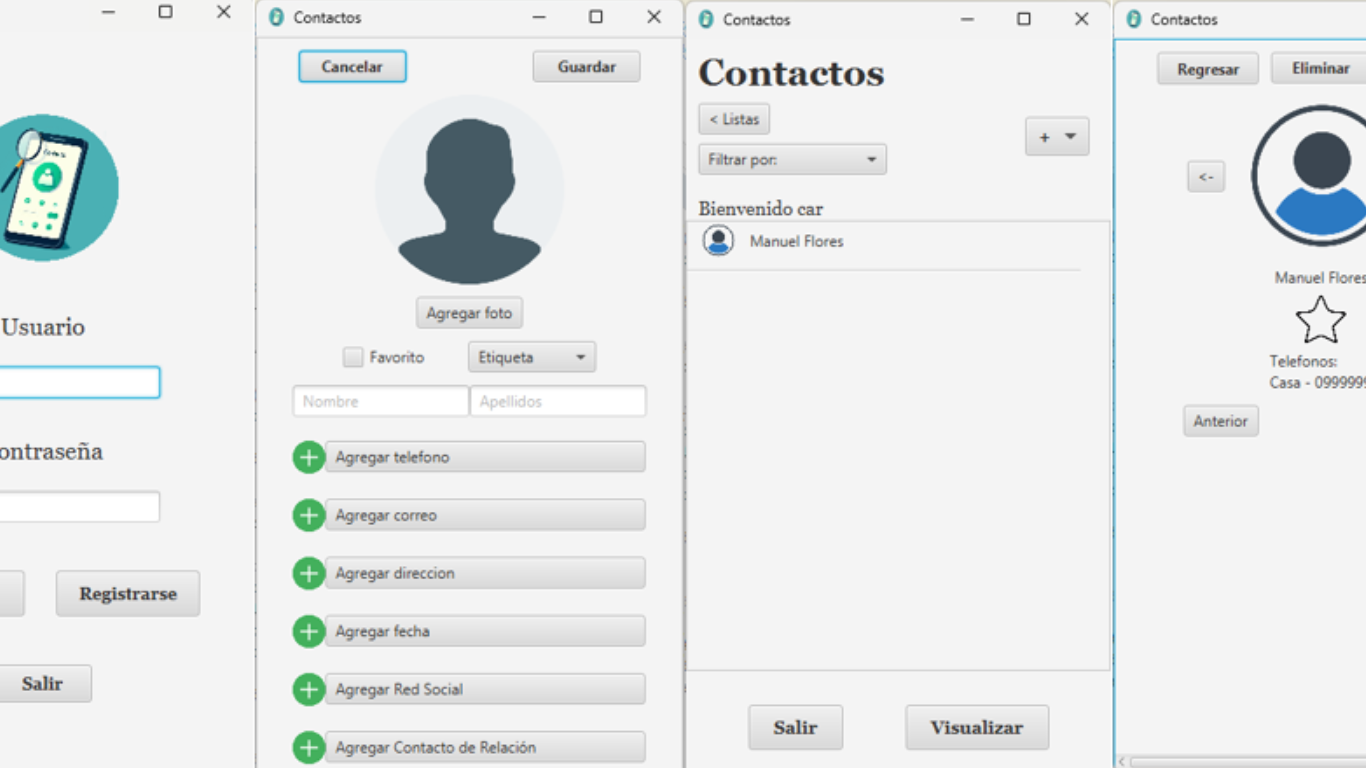 Usuario
ontraseña
Registrarse
Salir
Contactos
Cancelar
Guardar
Agregar foto
Favorito
Etiqueta
Nombre
Apellidos
Agregar telefono
Agregar correo
Agregar direccion
Agregar fecha
Agregar Red Social
Agregar Contacto de Relación
Contactos
Contactos
< Listas
+
Filtrar por:
Bienvenido car
Manuel Flores
Salir
Visualizar
Contactos
Regresar
Eliminar
<-
Manuel Flores
Telefonos:
Casa - 0999999
Anterior